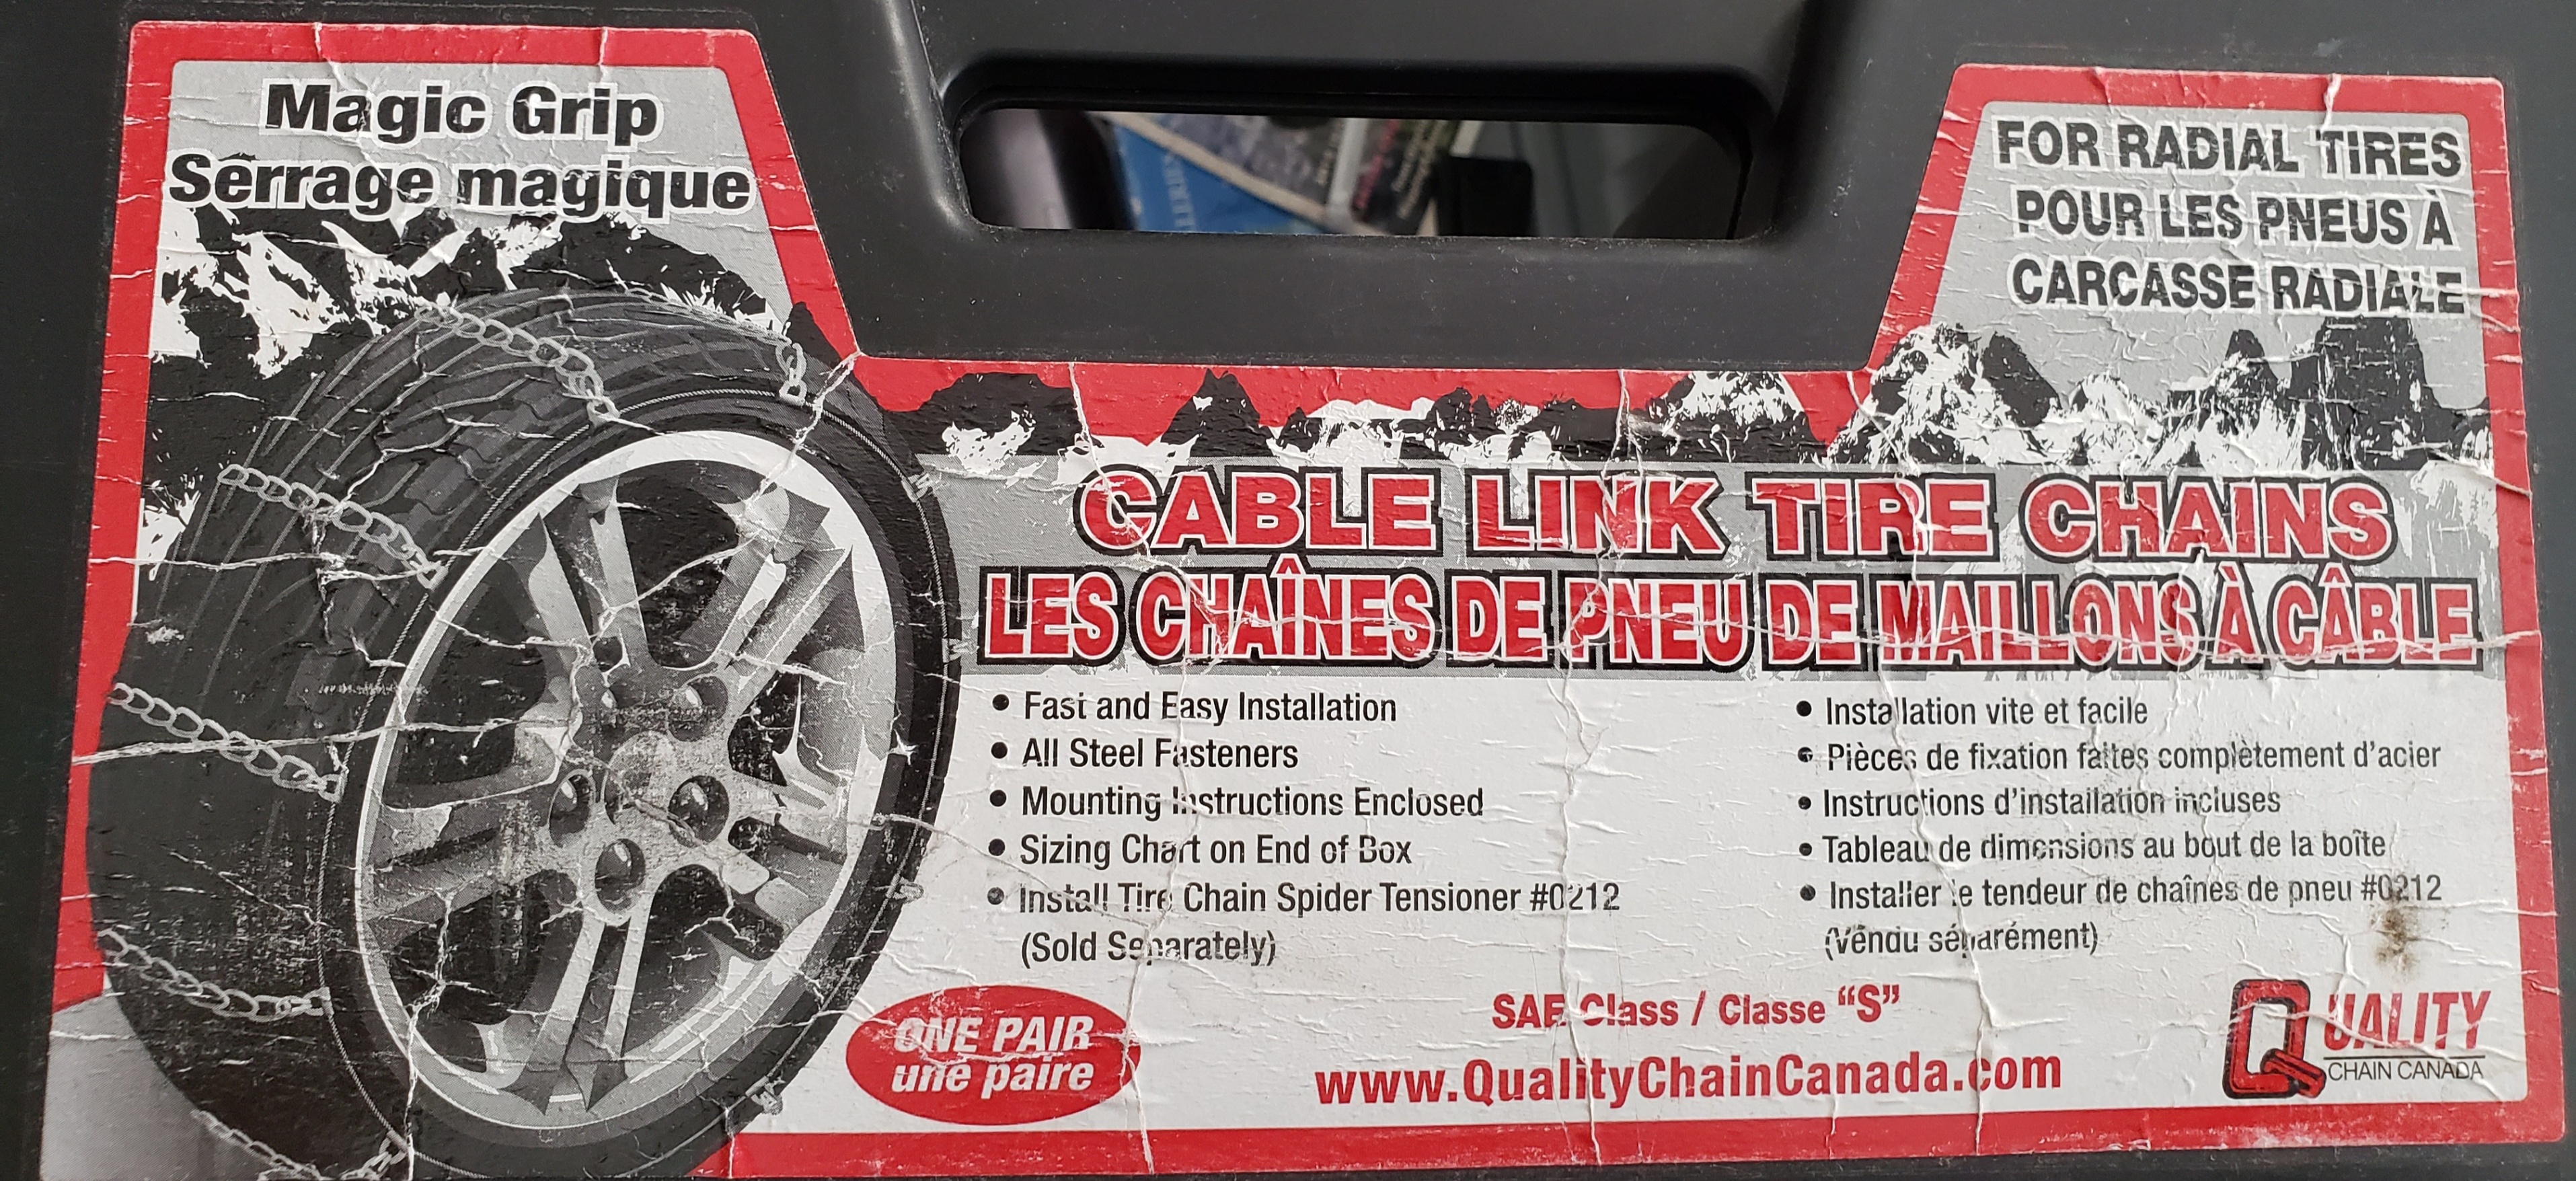 Magic Grip
Serrage magique
FOR RADIAL TIRES
POUR LES PNEUS À
CARCASSE RADIALE
CABLE LINK TIRE CHAINS
LES CHAÎNES DE PNEU DE MAILLONS À CÂBLE
• Fast and Easy Installation
• All Steel Fasteners
• Mounting Instructions Enclosed
• Sizing Chart on End of Box
• Install Tire Chain Spider Tensioner #0212
(Sold Separately)
• Installation vite et facile
• Pièces de fixation faites complètement d'acier
• Instructions d'installation incluses
• Tableau de dimensions au bout de la boîte
• Installer le tendeur de chaînes de pneu #0212
(Vendu séparément)
ONE PAIR
une paire
SAE Class / Classe “S”
www.QualityChainCanada.com
QUALITY
CHAIN CANADA